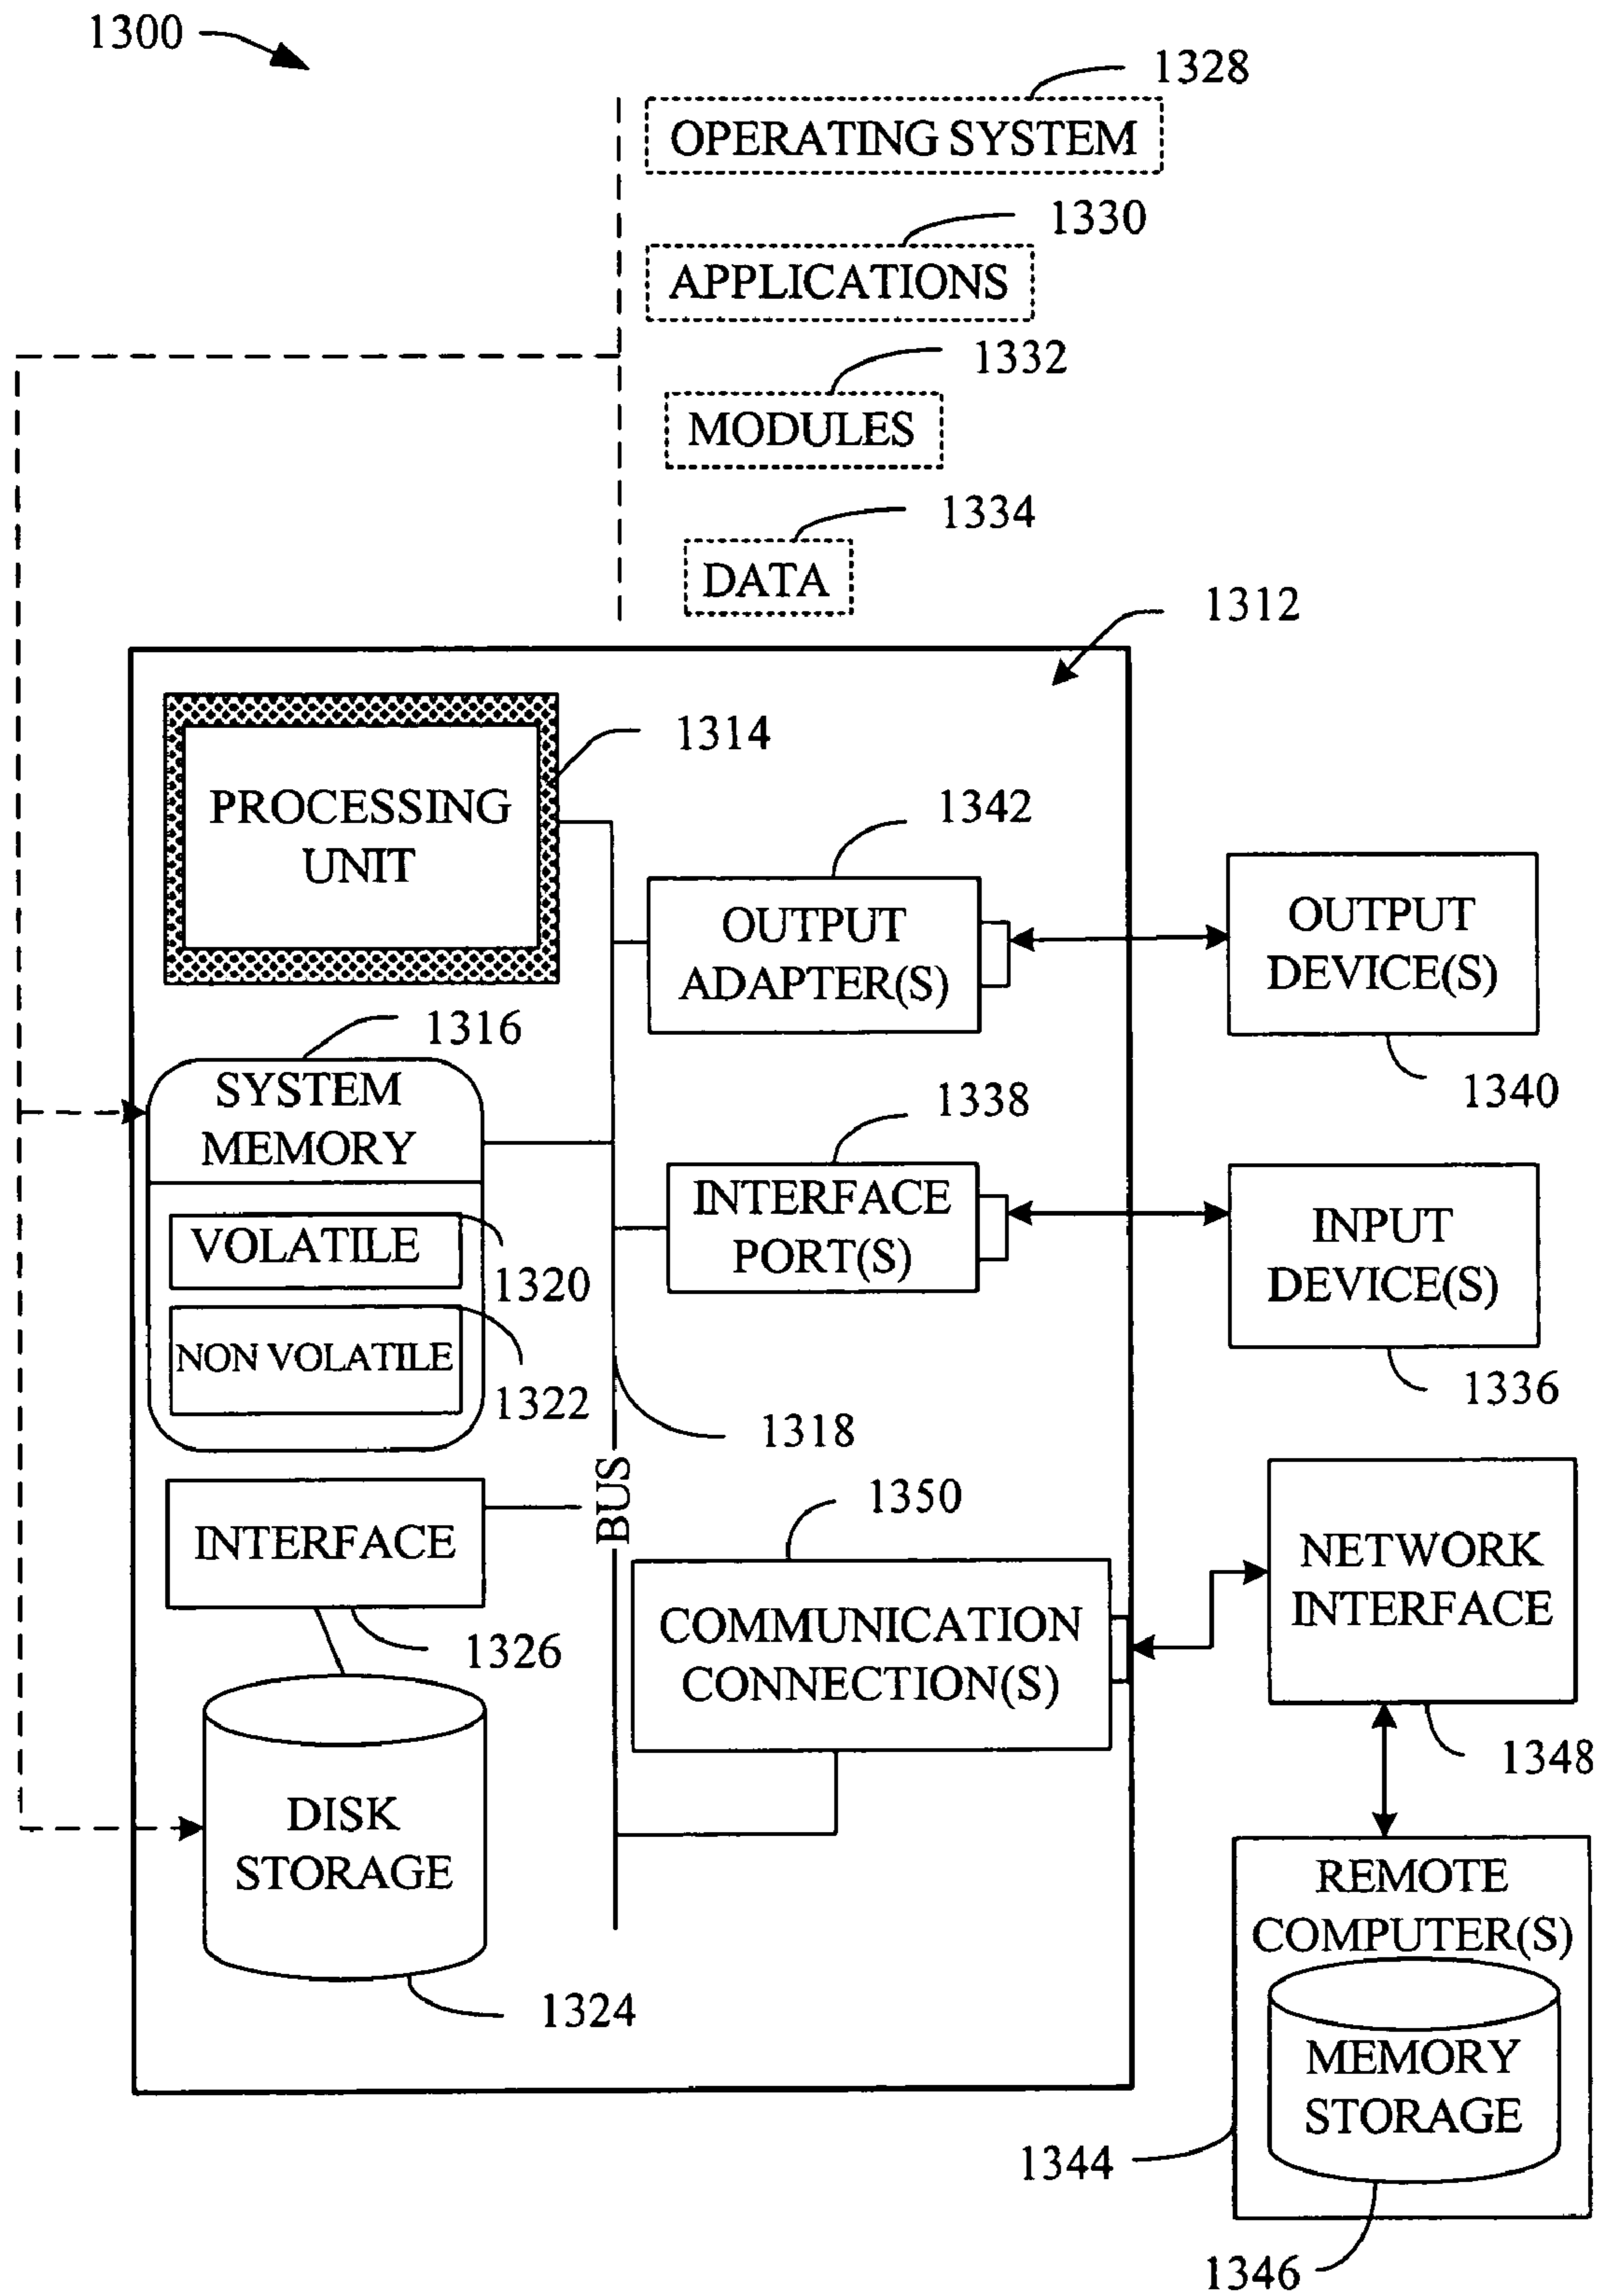 1300
1328
OPERATING SYSTEM
1330
APPLICATIONS
1332
MODULES
1334
DATA
1312
1314
PROCESSING
UNIT
1342
OUTPUT
ADAPTER(S)
OUTPUT
DEVICE(S)
1340
1316
SYSTEM
MEMORY
VOLATILE
1320
NON VOLATILE
1322
1338
INTERFACE
PORT(S)
INPUT
DEVICE(S)
1336
1318
BUS
INTERFACE
1326
1350
COMMUNICATION
CONNECTION(S)
NETWORK
INTERFACE
1348
DISK
STORAGE
1324
REMOTE
COMPUTER(S)
MEMORY
STORAGE
1344
1346